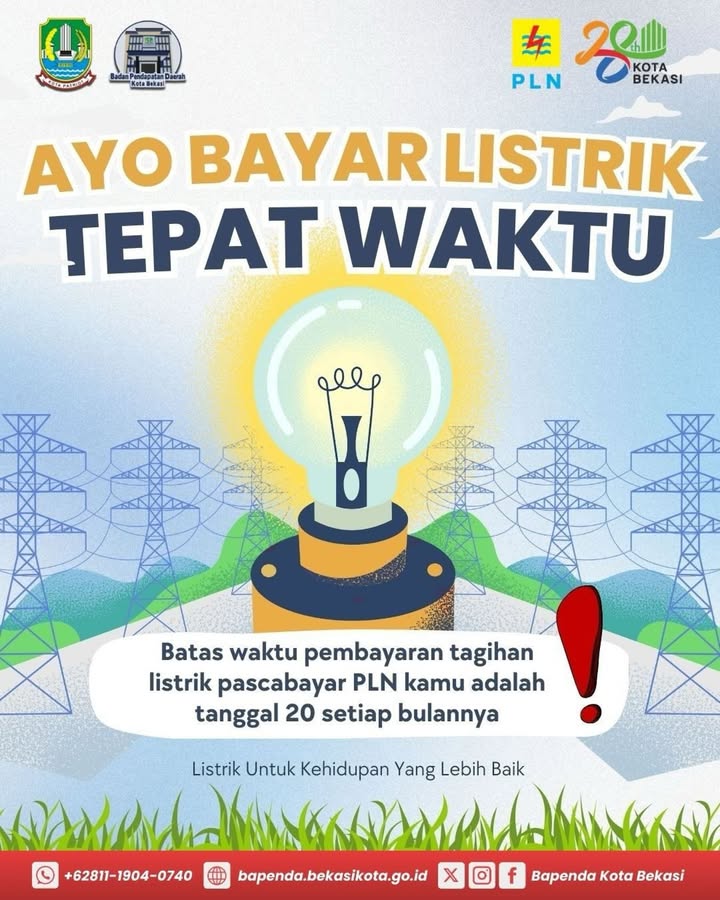 KOTA PATRIOT
Badan Pendapatan Daerah
Kota Bekasi
PLN
28th
KOTA
BEKASI
AYO BAYAR LISTRIK
TEPAT WAKTU
Batas waktu pembayaran tagihan
listrik pascabayar PLN kamu adalah
tanggal 20 setiap bulannya
Listrik Untuk Kehidupan Yang Lebih Baik
+62811-1904-0740
bapenda.bekasikota.go.id
Bapenda Kota Bekasi